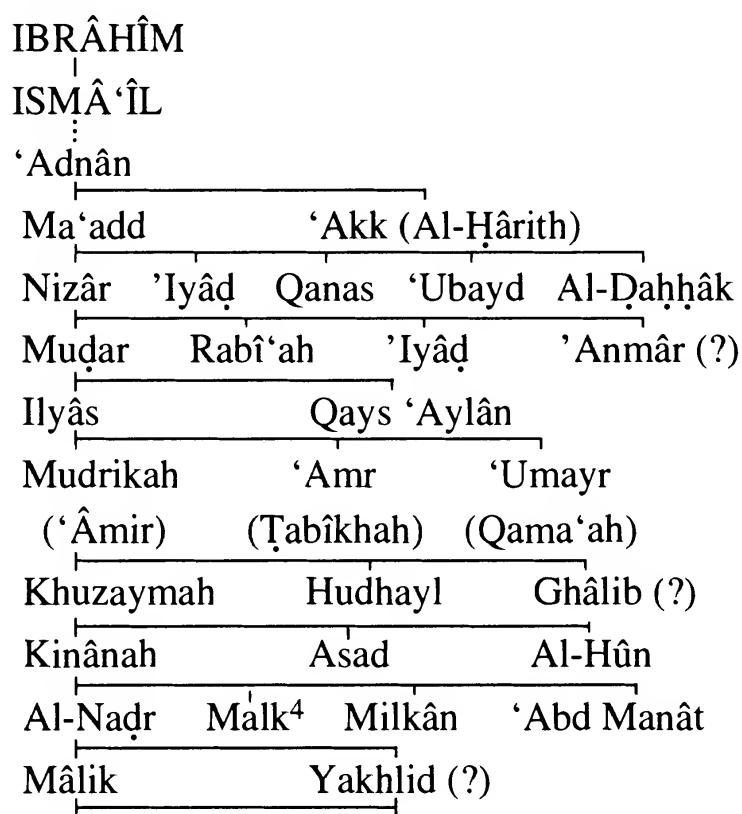 IBRÂHÎM
ISMÂ‘ÎL
‘Adnân
Ma‘add ‘Akk (Al-Ḥârith)
Nizâr ’Iyâḍ Qanas ‘Ubayd Al-Ḍaḥḥâk
Muḍar Rabî‘ah ’Iyâḍ ’Anmâr (?)
Ilyâs Qays ‘Aylân
Mudrikah ‘Amr ‘Umayr
(‘Âmir) (Ṭabîkhah) (Qama‘ah)
Khuzaymah Hudhayl Ghâlib (?)
Kinânah Asad Al-Hûn
Al-Naḍr Malk⁴ Milkân ‘Abd Manât
Mâlik Yakhlid (?)